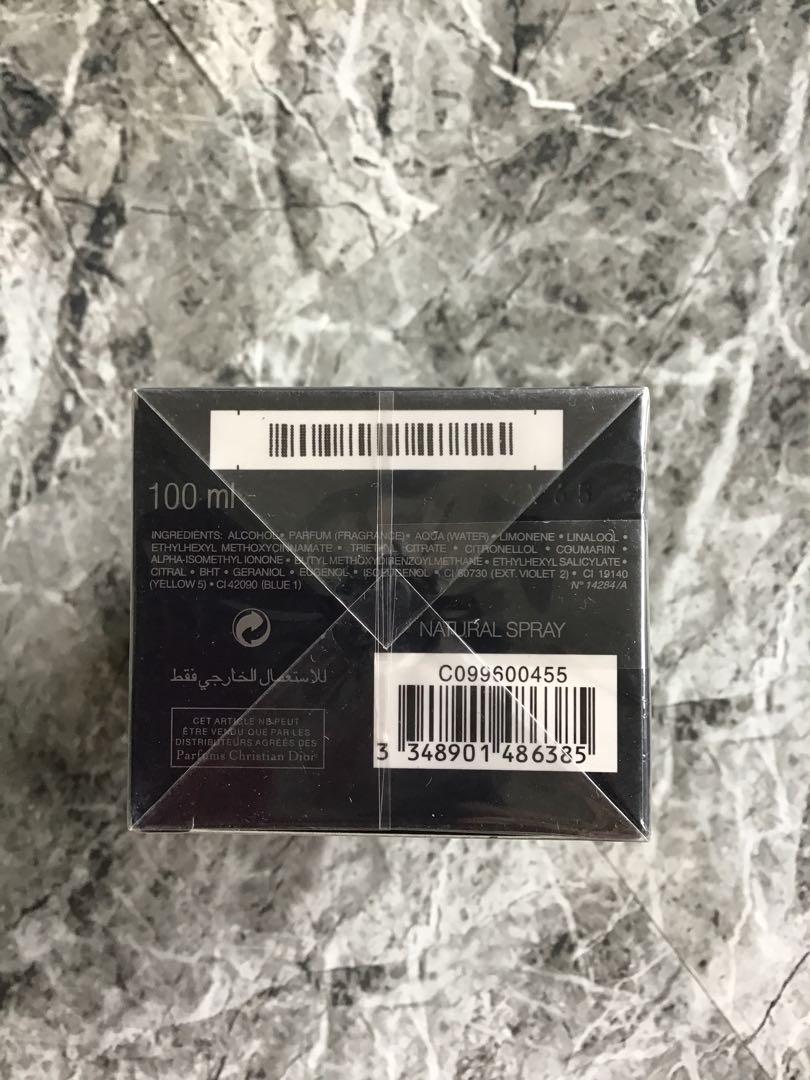 100 ml
INGREDIENTS: ALCOHOL • PARFUM (FRAGRANCE) • AQUA (WATER) • LIMONENE • LINALOOL •
ETHYLHEXYL METHOXYCINNAMATE • TRIETHYL CITRATE • CITRONELLOL • COUMARIN •
ALPHA-ISOMETHYL IONONE • BUTYL METHOXYDIBENZOYLMETHANE • ETHYLHEXYL SALICYLATE •
CITRAL • BHT • GERANIOL • EUGENOL • ISOEUGENOL • CI 60730 (EXT. VIOLET 2) • CI 19140
(YELLOW 5) • CI 42090 (BLUE 1) N° 14284/A
NATURAL SPRAY
للاستعمال الخارجي فقط
C099600455
3 348901 486385
CET ARTICLE NE PEUT
ÊTRE VENDU QUE PAR LES
DISTRIBUTEURS AGRÉÉS DES
Parfums Christian Dior